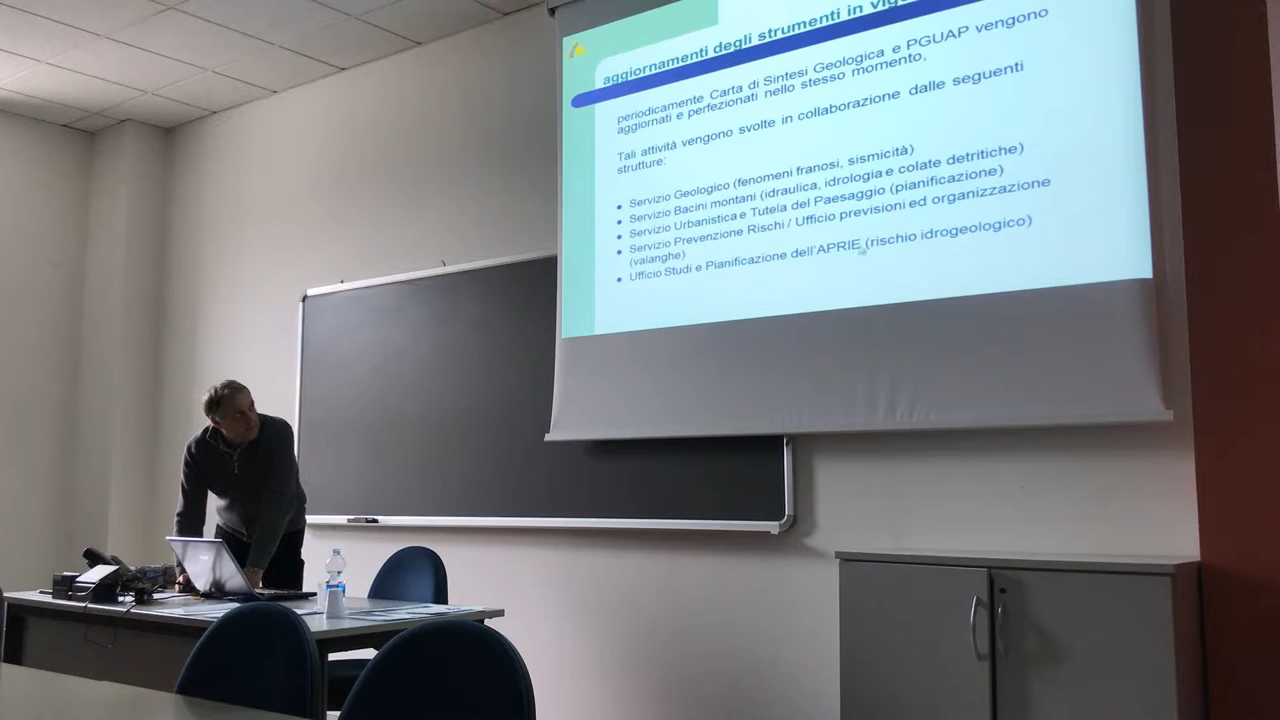 aggiornamenti degli strumenti in
periodicamente Carta di Sintesi Geologica e PGUAP vengono
aggiornati e perfezionati nello stesso momento,
Tali attività vengono svolte in collaborazione dalle seguenti
strutture:
• Servizio Geologico (fenomeni franosi, sismicità)
• Servizio Bacini montani (idraulica, idrologia e colate detritiche)
• Servizio Urbanistica e Tutela del Paesaggio (pianificazione)
• Servizio Prevenzione Rischi / Ufficio previsioni ed organizzazione
(valanghe)
• Ufficio Studi e Pianificazione dell'APRIE (rischio idrogeologico)